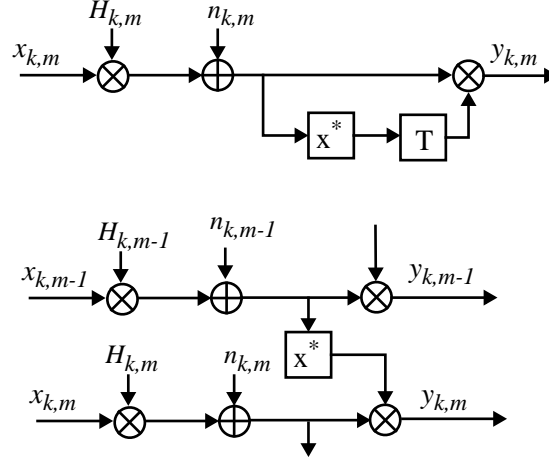 H_{k,m} n_{k,m}
x_{k,m} y_{k,m}
x* T
H_{k,m-1} n_{k,m-1}
x_{k,m-1} y_{k,m-1}
x*
H_{k,m} n_{k,m}
x_{k,m} y_{k,m}